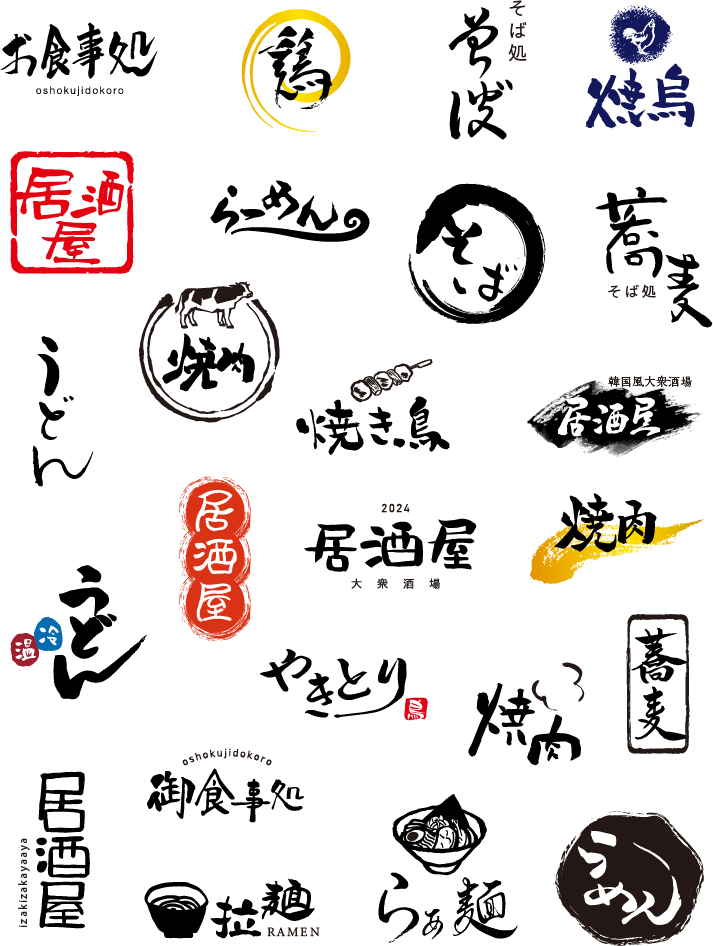 お食事処
oshokujidokoro
鶏
そば処
そば
焼鳥
居酒屋
らーめん
そば
蕎麦
そば処
焼肉
うどん
焼き鳥
韓国風大衆酒場
居酒屋
居酒屋
2024
居酒屋
大衆酒場
焼肉
うどん
冷
温
やきとり
鳥
焼肉
蕎麦
居酒屋
izakizakayaaya
oshokujidokoro
御食事処
拉麺
RAMEN
らぁ麺
らーめん